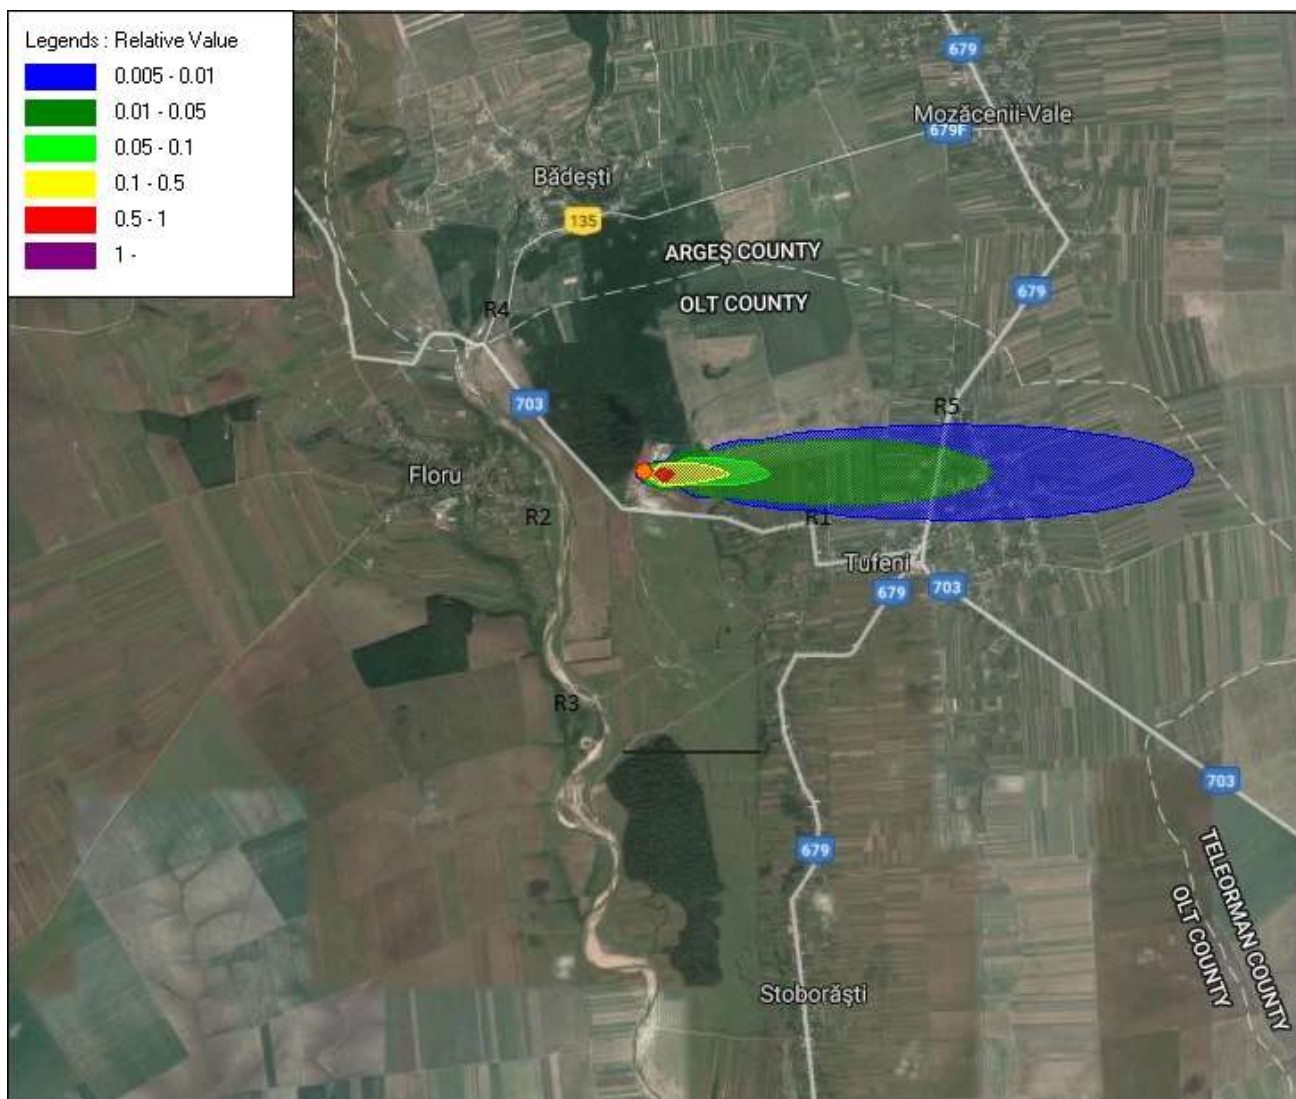 Legends : Relative Value
0.005 - 0.01
0.01 - 0.05
0.05 - 0.1
0.1 - 0.5
0.5 - 1
1 -
679
Mozăcenii-Vale
679F
Bădești
135
ARGEȘ COUNTY
OLT COUNTY
679
R4
703
R5
Floru
R2
R1
Tufeni
679
703
R3
703
679
TELEORMAN COUNTY
OLT COUNTY
Stoborăști